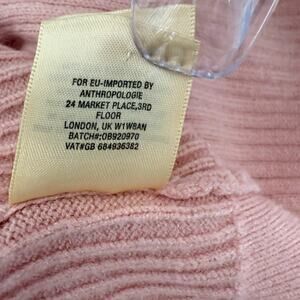 FOR EU-IMPORTED BY
ANTHROPOLOGIE
24 MARKET PLACE,3RD
FLOOR
LONDON, UK W1W8AN
BATCH#:OB920970
VAT#GB 684936382